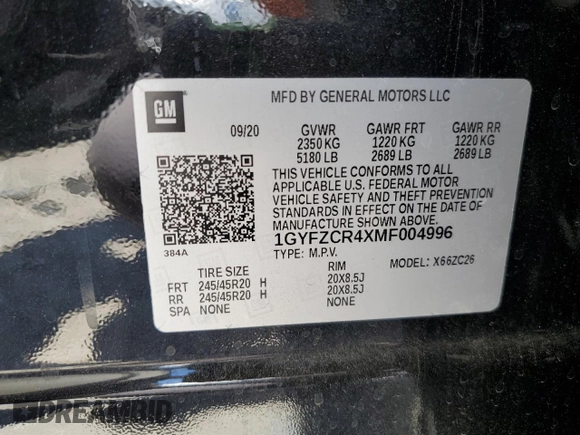 GM
MFD BY GENERAL MOTORS LLC
09/20 GVWR GAWR FRT GAWR RR
2350 KG 1220 KG 1220 KG
5180 LB 2689 LB 2689 LB
THIS VEHICLE CONFORMS TO ALL
APPLICABLE U.S. FEDERAL MOTOR
VEHICLE SAFETY AND THEFT PREVENTION
STANDARDS IN EFFECT ON THE DATE OF
MANUFACTURE SHOWN ABOVE.
384A
1GYFZCR4XMF004996
TYPE: M.P.V. MODEL: X66ZC26
TIRE SIZE RIM
FRT 245/45R20 H 20X8.5J
RR 245/45R20 H 20X8.5J
SPA NONE NONE
DREAMBID